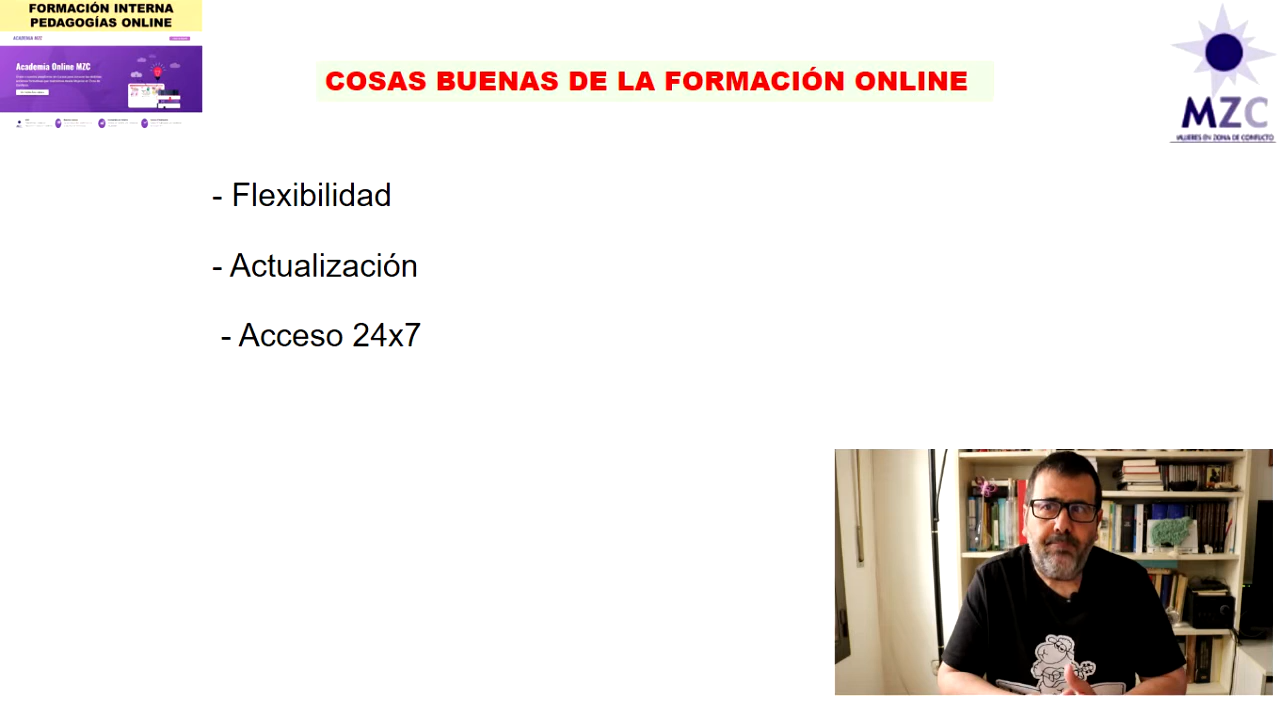 FORMACIÓN INTERNA
PEDAGOGÍAS ONLINE
ACADEMIA MZC
Academia Online MZC
COSAS BUENAS DE LA FORMACIÓN ONLINE
MZC
MUJERES EN ZONA DE CONFLICTO
- Flexibilidad
- Actualización
- Acceso 24x7